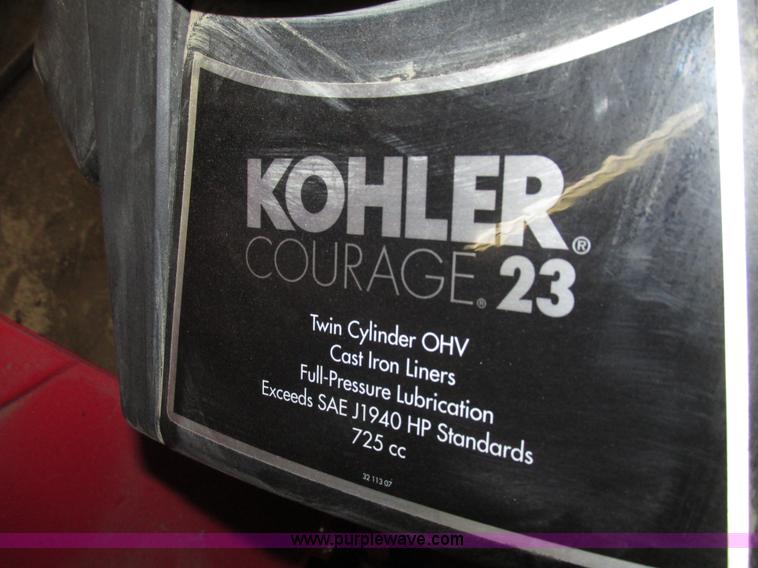 KOHLER®
COURAGE® 23
Twin Cylinder OHV
Cast Iron Liners
Full-Pressure Lubrication
Exceeds SAE J1940 HP Standards
725 cc
32 113 07
www.purplewave.com